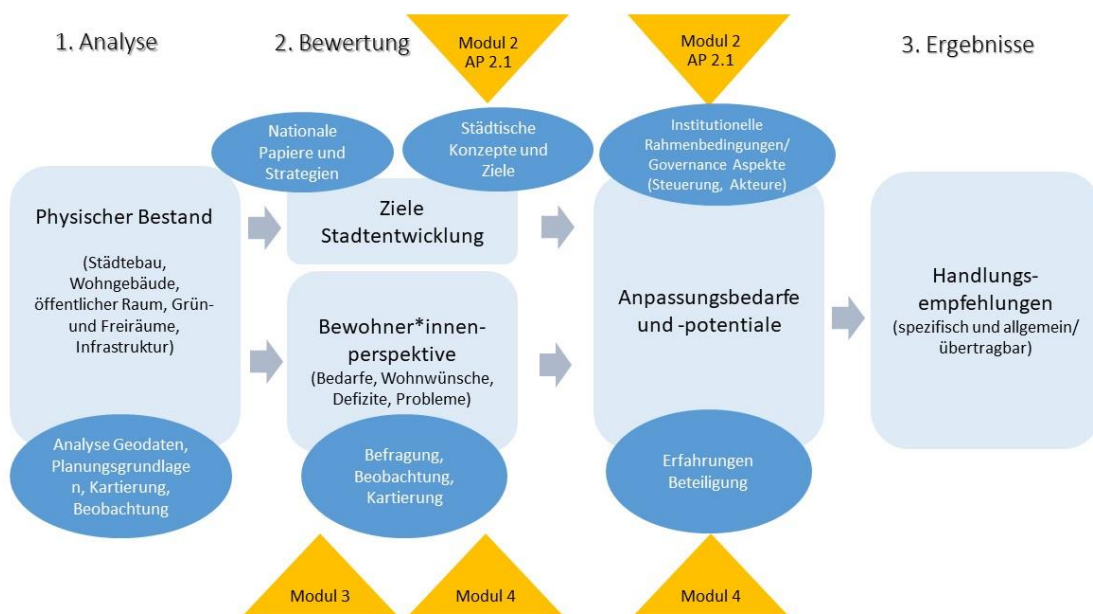 1. Analyse
2. Bewertung
3. Ergebnisse
Modul 2
AP 2.1
Modul 2
AP 2.1
Nationale
Papiere und
Strategien
Städtische
Konzepte und
Ziele
Institutionelle
Rahmenbedingungen/
Governance Aspekte
(Steuerung, Akteure)
Physischer Bestand
(Städtebau,
Wohngebäude,
öffentlicher Raum, Grün-
und Freiräume,
Infrastruktur)
Ziele
Stadtentwicklung
Bewohner*innen-
perspektive
(Bedarfe, Wohnwünsche,
Defizite, Probleme)
Anpassungsbedarfe
und -potentiale
Handlungs-
empfehlungen
(spezifisch und allgemein/
übertragbar)
Analyse Geodaten,
Planungsgrundlage
n, Kartierung,
Beobachtung
Befragung,
Beobachtung,
Kartierung
Erfahrungen
Beteiligung
Modul 3
Modul 4
Modul 4